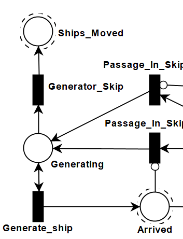 Ships_Moved
Passage_In_Skip
Generator_Skip
Passage_In_Skip
Generating
Generate_ship
Arrived